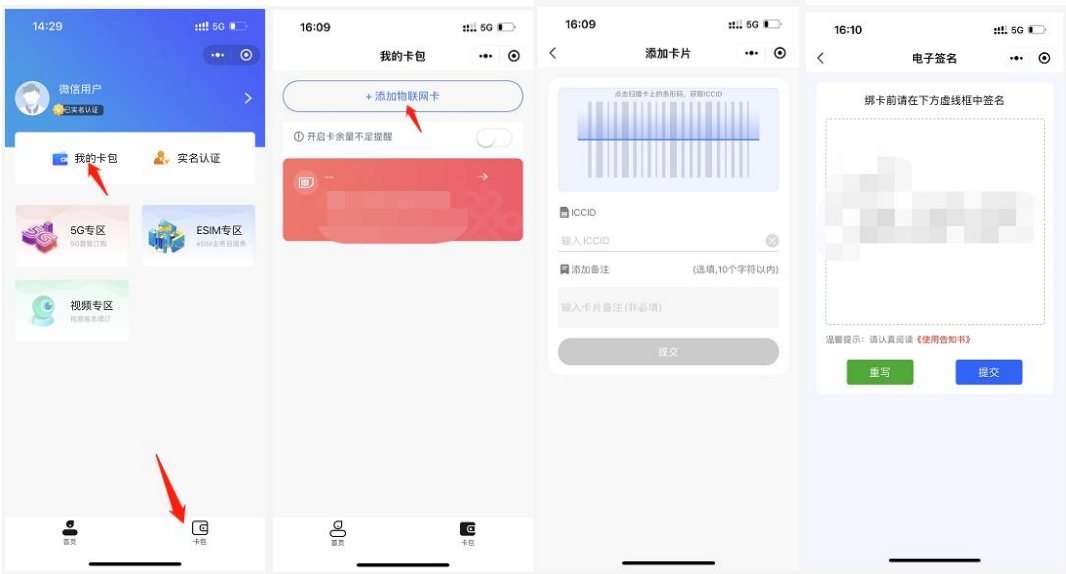 14:29
5G
微信用户
已实名认证
我的卡包
实名认证
5G专区
5G套餐订购
ESIM专区
eSIM业务自服务
视频专区
视频服务续订
首页
卡包
16:09
5G
我的卡包
+ 添加物联网卡
开启卡余量不足提醒
--
首页
卡包
16:09
5G
添加卡片
点击扫描卡上的条形码，获取ICCID
ICCID
输入ICCID
添加备注
(选填,10个字符以内)
输入卡片备注(非必填)
提交
16:10
5G
电子签名
绑卡前请在下方虚线框中签名
温馨提示：请认真阅读《使用告知书》
重写
提交